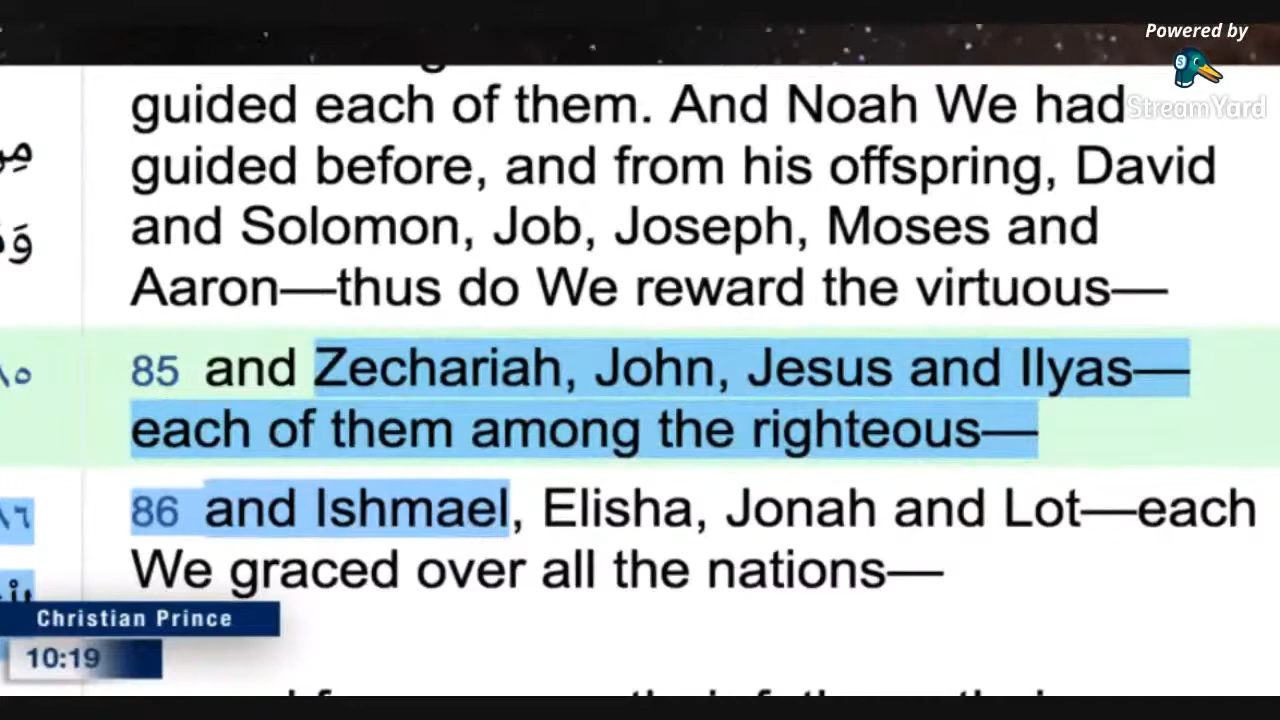 Powered by
StreamYard
guided each of them. And Noah We had
guided before, and from his offspring, David
and Solomon, Job, Joseph, Moses and
Aaron—thus do We reward the virtuous—
85 and Zechariah, John, Jesus and Ilyas—
each of them among the righteous—
86 and Ishmael, Elisha, Jonah and Lot—each
We graced over all the nations—
Christian Prince
10:19